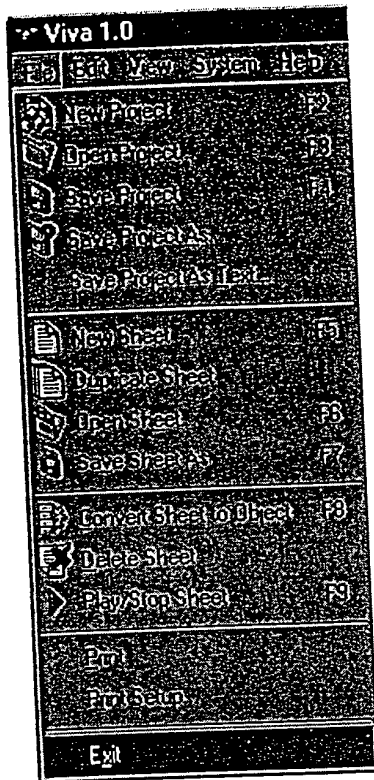 Viva 1.0
File Edit View System Help
New Project F2
Open Project... F3
Save Project F4
Save Project As
Save Project As Text...
New Sheet F5
Duplicate Sheet
Open Sheet... F6
Save Sheet As F7
Convert Sheet to Object F8
Delete Sheet
Play/Stop Sheet F9
Print
Print Setup...
Exit